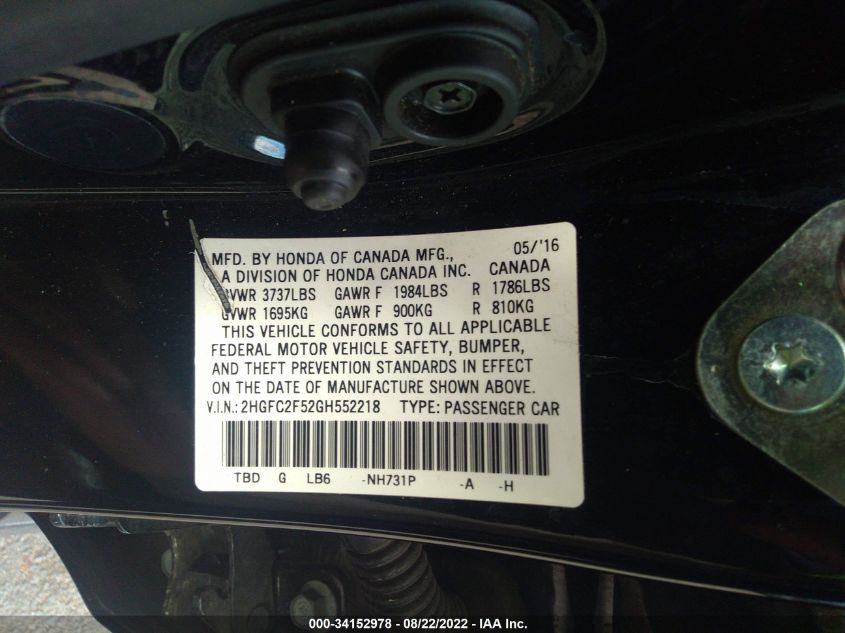 MFD. BY HONDA OF CANADA MFG., 05/'16
A DIVISION OF HONDA CANADA INC. CANADA
GVWR 3737LBS GAWR F 1984LBS R 1786LBS
GVWR 1695KG GAWR F 900KG R 810KG
THIS VEHICLE CONFORMS TO ALL APPLICABLE
FEDERAL MOTOR VEHICLE SAFETY, BUMPER,
AND THEFT PREVENTION STANDARDS IN EFFECT
ON THE DATE OF MANUFACTURE SHOWN ABOVE.
V.I.N.: 2HGFC2F52GH552218 TYPE: PASSENGER CAR
TBD G LB6 -NH731P -A -H
000-34152978 / 08/22/2022 - IAA Inc.